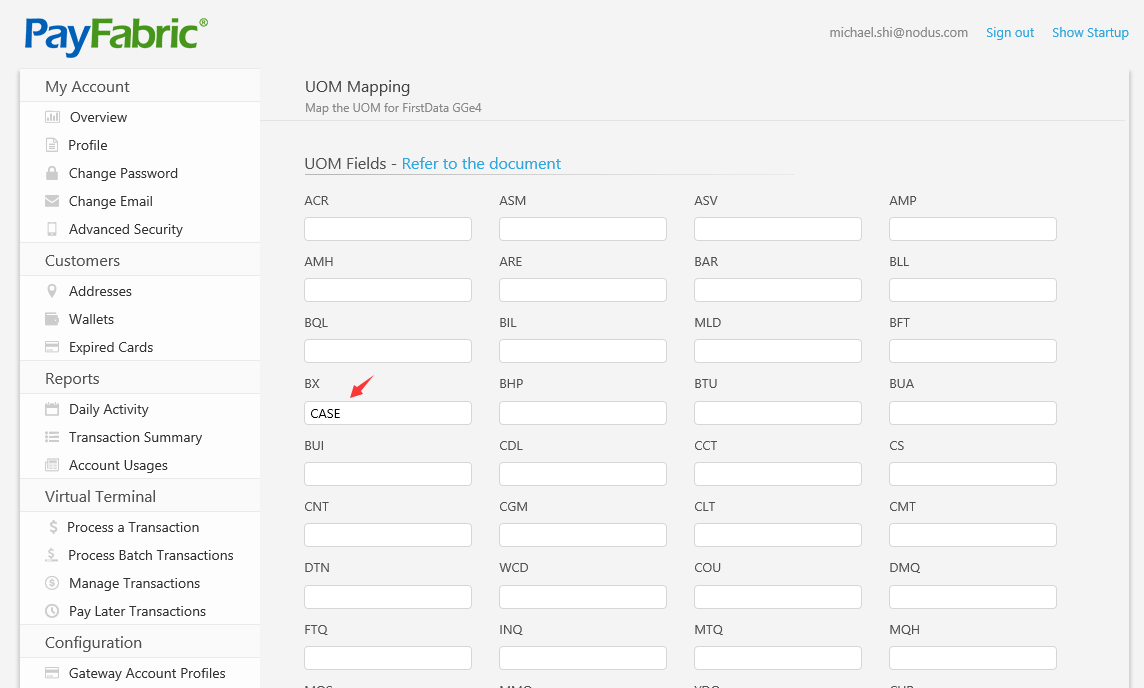 PayFabric®
michael.shi@nodus.com Sign out Show Startup
My Account
Overview
Profile
Change Password
Change Email
Advanced Security
Customers
Addresses
Wallets
Expired Cards
Reports
Daily Activity
Transaction Summary
Account Usages
Virtual Terminal
Process a Transaction
Process Batch Transactions
Manage Transactions
Pay Later Transactions
Configuration
Gateway Account Profiles
UOM Mapping
Map the UOM for FirstData GGe4
UOM Fields - Refer to the document
ACR ASM ASV AMP
AMH ARE BAR BLL
BQL BIL MLD BFT
BX BHP BTU BUA
CASE
BUI CDL CCT CS
CNT CGM CLT CMT
DTN WCD COU DMQ
FTQ INQ MTQ MQH